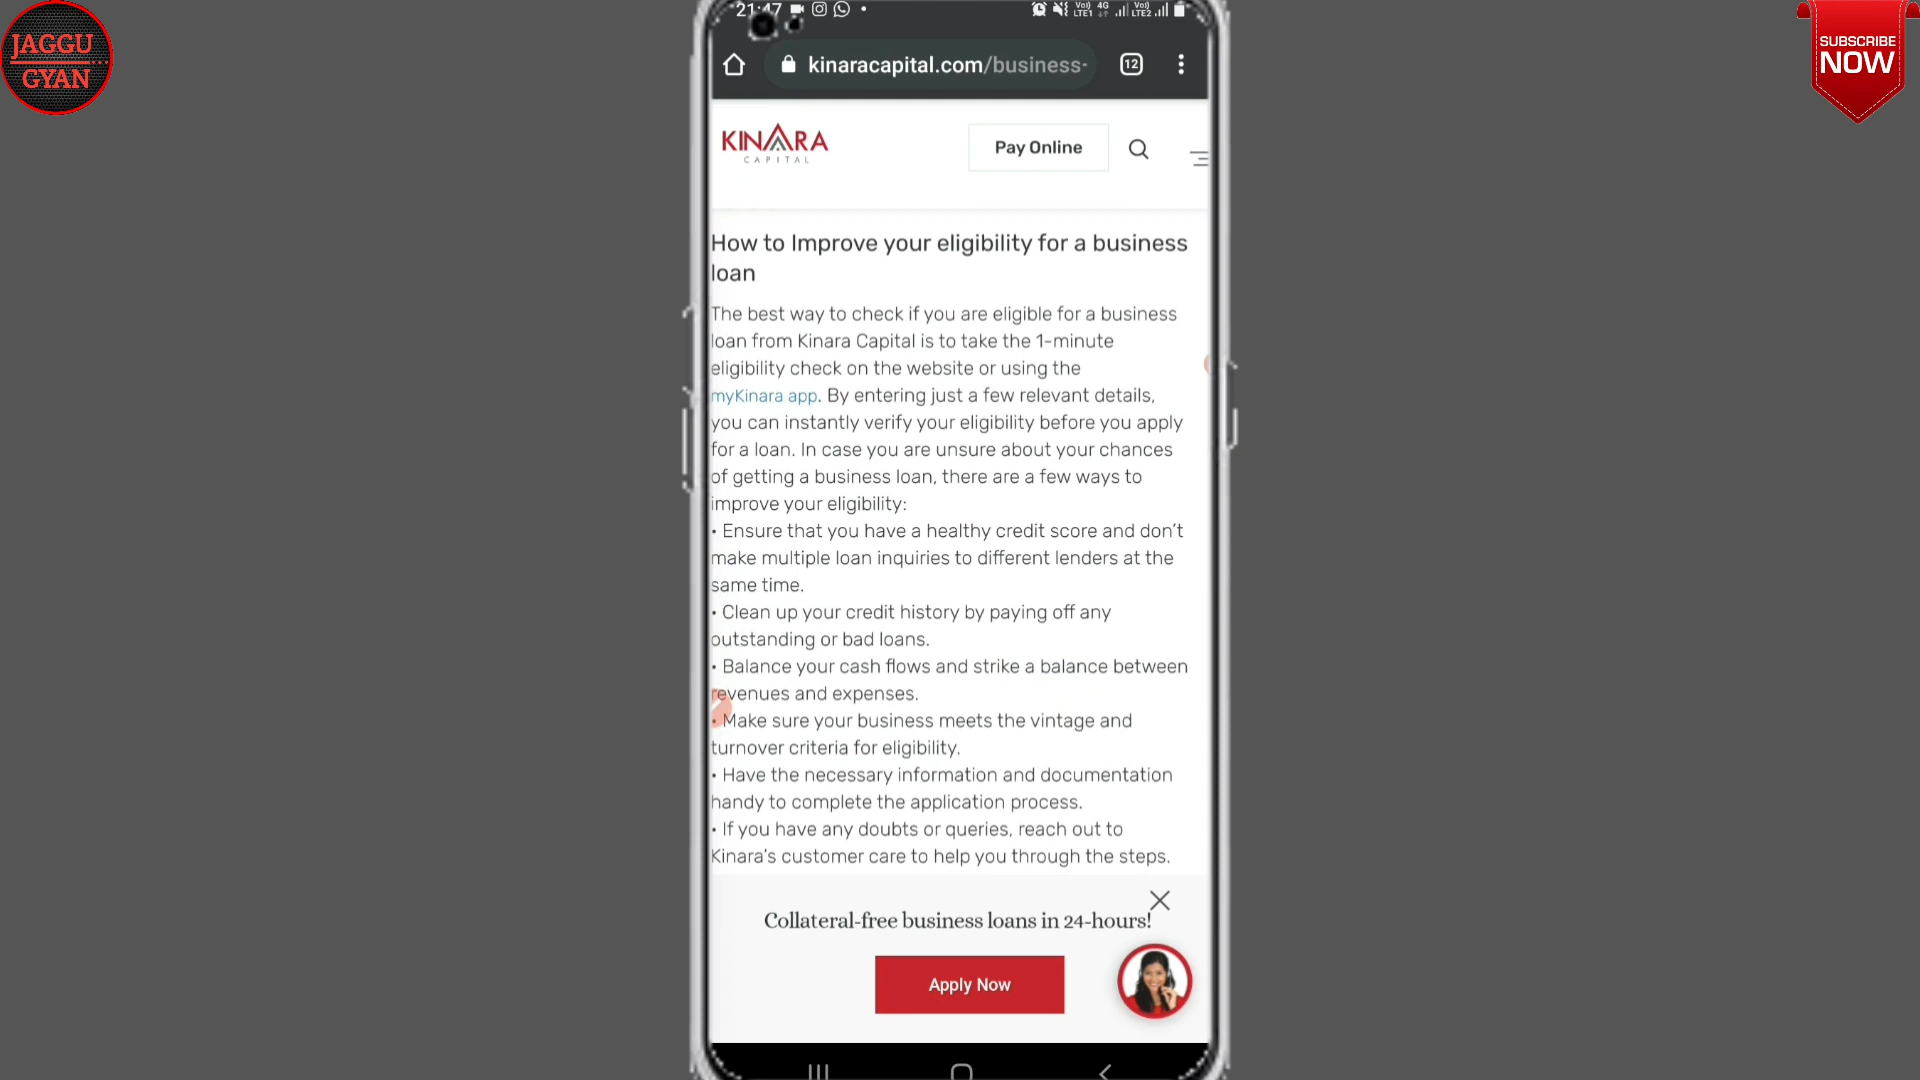 JAGGU
GYAN
SUBSCRIBE
NOW
21:47
Vo)) 4G Vo))
LTE1 LTE2
kinaracapital.com/business-
12
KINARA
CAPITAL
Pay Online
How to Improve your eligibility for a business
loan
The best way to check if you are eligible for a business
loan from Kinara Capital is to take the 1-minute
eligibility check on the website or using the
myKinara app. By entering just a few relevant details,
you can instantly verify your eligibility before you apply
for a loan. In case you are unsure about your chances
of getting a business loan, there are a few ways to
improve your eligibility:
• Ensure that you have a healthy credit score and don't
make multiple loan inquiries to different lenders at the
same time.
• Clean up your credit history by paying off any
outstanding or bad loans.
• Balance your cash flows and strike a balance between
revenues and expenses.
• Make sure your business meets the vintage and
turnover criteria for eligibility.
• Have the necessary information and documentation
handy to complete the application process.
• If you have any doubts or queries, reach out to
Kinara's customer care to help you through the steps.
Collateral-free business loans in 24-hours!
Apply Now